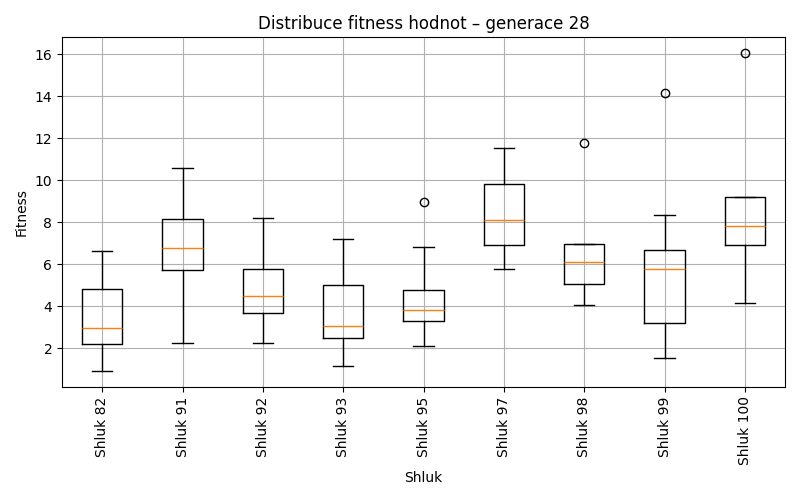 Distribuce fitness hodnot – generace 28
16
14
12
10
8
6
4
2
Fitness
Shluk 82
Shluk 91
Shluk 92
Shluk 93
Shluk 95
Shluk 97
Shluk 98
Shluk 99
Shluk 100
Shluk